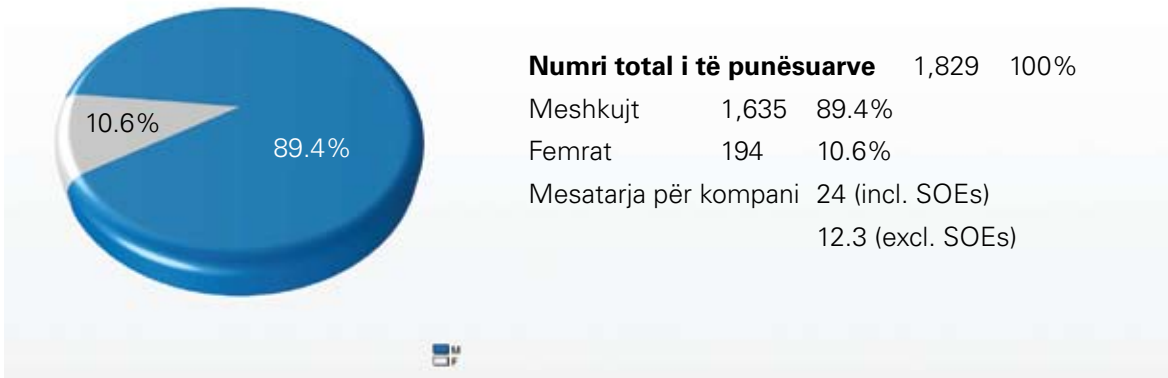 10.6%
89.4%
Numri total i të punësuarve 1,829 100%
Meshkujt 1,635 89.4%
Femrat 194 10.6%
Mesatarja për kompani 24 (incl. SOEs)
12.3 (excl. SOEs)
M
F